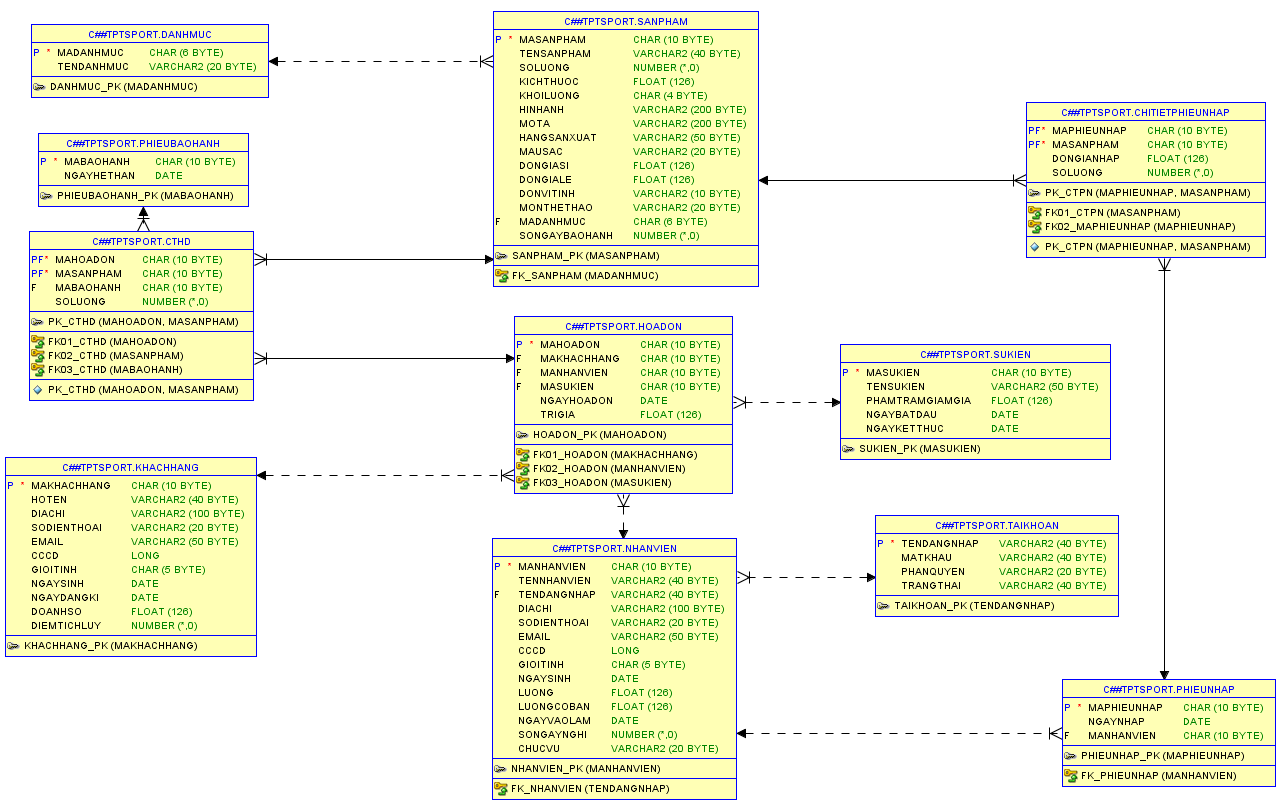 C##TPTSPORT.DANHMUC
P * MADANHMUC CHAR (6 BYTE)
TENDANHMUC VARCHAR2 (20 BYTE)
DANHMUC_PK (MADANHMUC)
C##TPTSPORT.PHIEUBAOHANH
P * MABAOHANH CHAR (10 BYTE)
NGAYHETHAN DATE
PHIEUBAOHANH_PK (MABAOHANH)
C##TPTSPORT.CTHD
PF* MAHOADON CHAR (10 BYTE)
PF* MASANPHAM CHAR (10 BYTE)
F MABAOHANH CHAR (10 BYTE)
SOLUONG NUMBER (*,0)
PK_CTHD (MAHOADON, MASANPHAM)
FK01_CTHD (MAHOADON)
FK02_CTHD (MASANPHAM)
FK03_CTHD (MABAOHANH)
PK_CTHD (MAHOADON, MASANPHAM)
C##TPTSPORT.KHACHHANG
P * MAKHACHHANG CHAR (10 BYTE)
HOTEN VARCHAR2 (40 BYTE)
DIACHI VARCHAR2 (100 BYTE)
SODIENTHOAI VARCHAR2 (20 BYTE)
EMAIL VARCHAR2 (50 BYTE)
CCCD LONG
GIOITINH CHAR (5 BYTE)
NGAYSINH DATE
NGAYDANGKI DATE
DOANHSO FLOAT (126)
DIEMTICHLUY NUMBER (*,0)
KHACHHANG_PK (MAKHACHHANG)
C##TPTSPORT.SANPHAM
P * MASANPHAM CHAR (10 BYTE)
TENSANPHAM VARCHAR2 (40 BYTE)
SOLUONG NUMBER (*,0)
KICHTHUOC FLOAT (126)
KHOILUONG CHAR (4 BYTE)
HINHANH VARCHAR2 (200 BYTE)
MOTA VARCHAR2 (200 BYTE)
HANGSANXUAT VARCHAR2 (50 BYTE)
MAUSAC VARCHAR2 (20 BYTE)
DONGIASI FLOAT (126)
DONGIALE FLOAT (126)
DONVITINH VARCHAR2 (10 BYTE)
MONTHETHAO VARCHAR2 (20 BYTE)
F MADANHMUC CHAR (6 BYTE)
SONGAYBAOHANH NUMBER (*,0)
SANPHAM_PK (MASANPHAM)
FK_SANPHAM (MADANHMUC)
C##TPTSPORT.HOADON
P * MAHOADON CHAR (10 BYTE)
F MAKHACHHANG CHAR (10 BYTE)
F MANHANVIEN CHAR (10 BYTE)
F MASUKIEN CHAR (10 BYTE)
NGAYHOADON DATE
TRIGIA FLOAT (126)
HOADON_PK (MAHOADON)
FK01_HOADON (MAKHACHHANG)
FK02_HOADON (MANHANVIEN)
FK03_HOADON (MASUKIEN)
C##TPTSPORT.NHANVIEN
P * MANHANVIEN CHAR (10 BYTE)
TENNHANVIEN VARCHAR2 (40 BYTE)
F TENDANGNHAP VARCHAR2 (40 BYTE)
DIACHI VARCHAR2 (100 BYTE)
SODIENTHOAI VARCHAR2 (20 BYTE)
EMAIL VARCHAR2 (50 BYTE)
CCCD LONG
GIOITINH CHAR (5 BYTE)
NGAYSINH DATE
LUONG FLOAT (126)
LUONGCOBAN FLOAT (126)
NGAYVAOLAM DATE
SONGAYNGHI NUMBER (*,0)
CHUCVU VARCHAR2 (20 BYTE)
NHANVIEN_PK (MANHANVIEN)
FK_NHANVIEN (TENDANGNHAP)
C##TPTSPORT.CHITIETPHIEUNHAP
PF* MAPHIEUNHAP CHAR (10 BYTE)
PF* MASANPHAM CHAR (10 BYTE)
DONGIANHAP FLOAT (126)
SOLUONG NUMBER (*,0)
PK_CTPN (MAPHIEUNHAP, MASANPHAM)
FK01_CTPN (MASANPHAM)
FK02_MAPHIEUNHAP (MAPHIEUNHAP)
PK_CTPN (MAPHIEUNHAP, MASANPHAM)
C##TPTSPORT.SUKIEN
P * MASUKIEN CHAR (10 BYTE)
TENSUKIEN VARCHAR2 (50 BYTE)
PHAMTRAMGIAMGIA FLOAT (126)
NGAYBATDAU DATE
NGAYKETTHUC DATE
SUKIEN_PK (MASUKIEN)
C##TPTSPORT.TAIKHOAN
P * TENDANGNHAP VARCHAR2 (40 BYTE)
MATKHAU VARCHAR2 (40 BYTE)
PHANQUYEN VARCHAR2 (20 BYTE)
TRANGTHAI VARCHAR2 (40 BYTE)
TAIKHOAN_PK (TENDANGNHAP)
C##TPTSPORT.PHIEUNHAP
P * MAPHIEUNHAP CHAR (10 BYTE)
NGAYNHAP DATE
F MANHANVIEN CHAR (10 BYTE)
PHIEUNHAP_PK (MAPHIEUNHAP)
FK_PHIEUNHAP (MANHANVIEN)